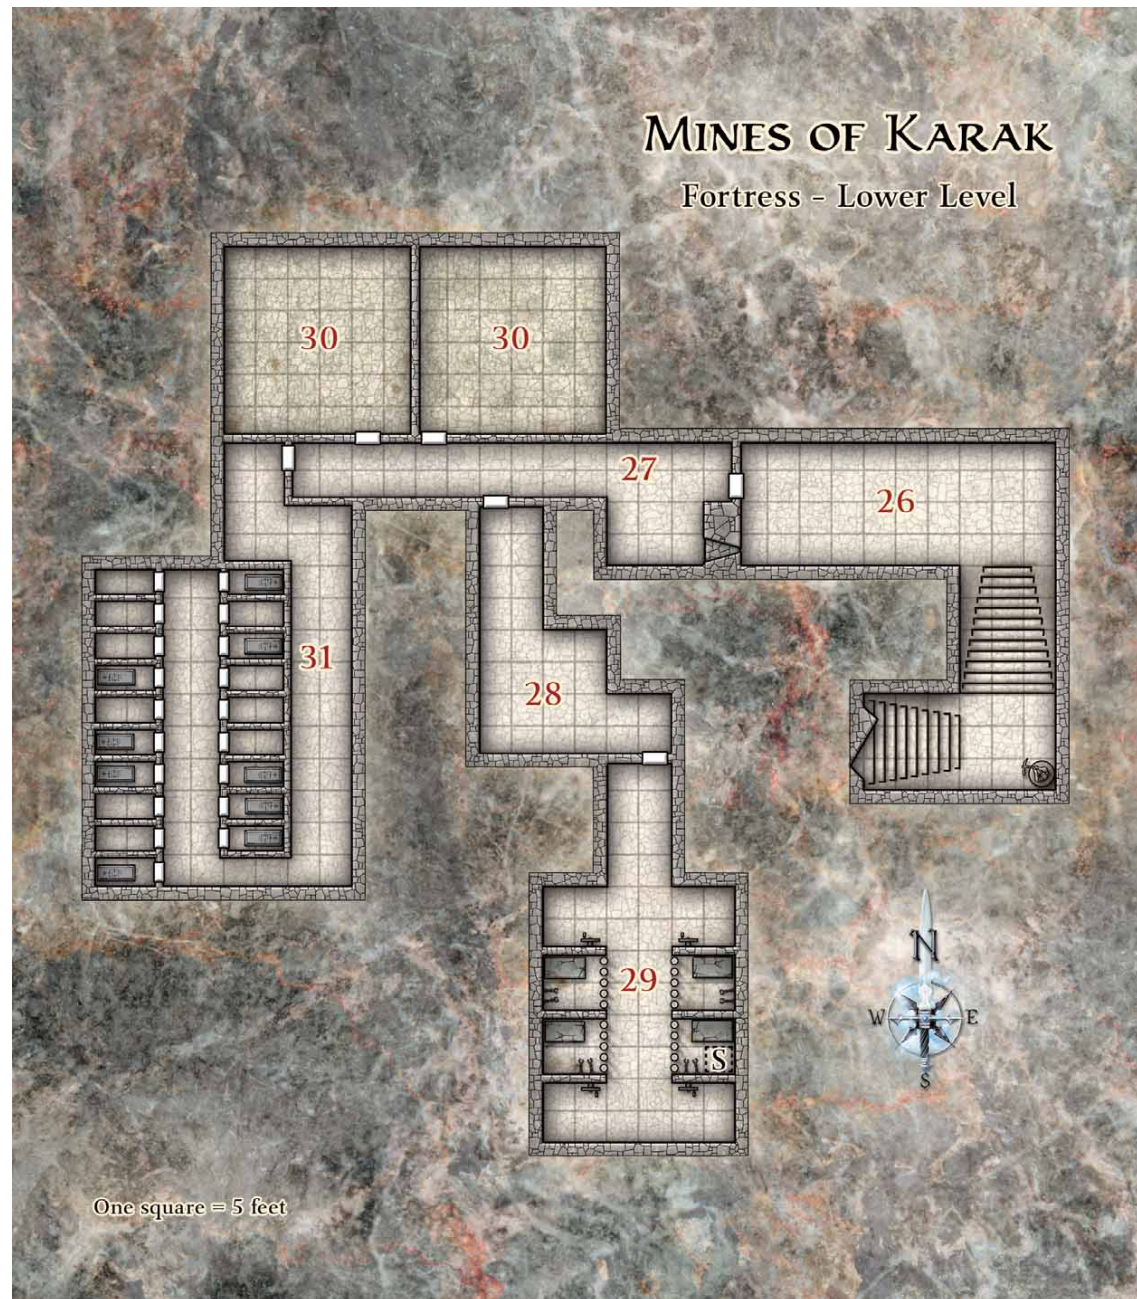 MINES OF KARAK
Fortress - Lower Level
30 30
27
26
31
28
29
S
N
W E
S
One square = 5 feet